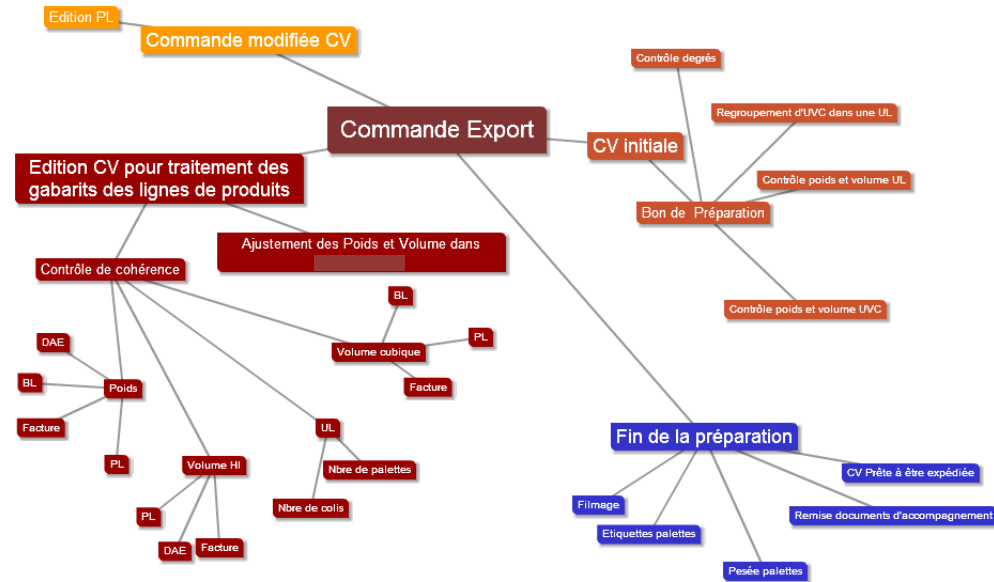 Edition PL
Commande modifiée CV
Commande Export
CV initiale
Contrôle degrès
Regroupement d'UVC dans une UL
Contrôle poids et volume UL
Bon de Préparation
Contrôle poids et volume UVC
Edition CV pour traitement des
gabarits des lignes de produits
Ajustement des Poids et Volume dans
Contrôle de cohérence
BL
PL
Volume cubique
Facture
DAE
BL
Poids
Facture
PL
UL
Nbre de palettes
Nbre de colis
Volume Hl
PL
DAE
Facture
Fin de la préparation
CV Prête à être expédiée
Filmage
Remise documents d'accompagnement
Etiquettes palettes
Pesée palettes